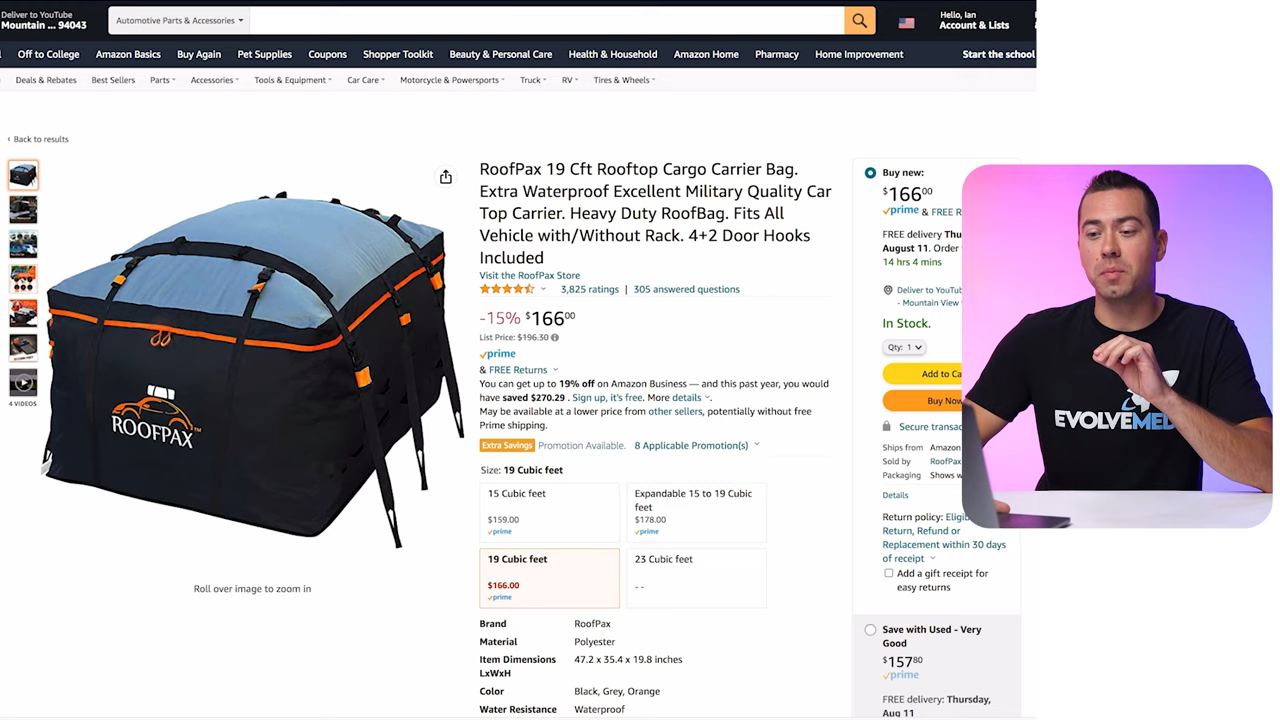 Deliver to YouTube
Mountain ... 94043
Automotive Parts & Accessories
Hello, Ian
Account & Lists
Off to College
Amazon Basics
Buy Again
Pet Supplies
Coupons
Shopper Toolkit
Beauty & Personal Care
Health & Household
Amazon Home
Pharmacy
Home Improvement
Start the school
Deals & Rebates
Best Sellers
Parts
Accessories
Tools & Equipment
Car Care
Motorcycle & Powersports
Truck
RV
Tires & Wheels
‹ Back to results
4 VIDEOS
ROOFPAX™
Roll over image to zoom in
RoofPax 19 Cft Rooftop Cargo Carrier Bag.
Extra Waterproof Excellent Military Quality Car
Top Carrier. Heavy Duty RoofBag. Fits All
Vehicle with/Without Rack. 4+2 Door Hooks
Included
Visit the RoofPax Store
3,825 ratings | 305 answered questions
-15% $16600
List Price: $196.30
prime
& FREE Returns
You can get up to 19% off on Amazon Business — and this past year, you would
have saved $270.29. Sign up, it's free. More details
May be available at a lower price from other sellers, potentially without free
Prime shipping.
Extra Savings Promotion Available. 8 Applicable Promotion(s)
Size: 19 Cubic feet
15 Cubic feet
$159.00
prime
Expandable 15 to 19 Cubic
feet
$178.00
prime
19 Cubic feet
$166.00
prime
23 Cubic feet
- -
Brand RoofPax
Material Polyester
Item Dimensions 47.2 x 35.4 x 19.8 inches
LxWxH
Color Black, Grey, Orange
Water Resistance Waterproof
Buy new:
$16600
prime & FREE R
FREE delivery Thu
August 11. Order
14 hrs 4 mins
Deliver to YouTub
- Mountain View
In Stock.
Qty: 1
Add to Ca
Buy Now
Secure transac
Ships from Amazon
Sold by RoofPax
Packaging Shows w
Details
Return policy: Eligib
Return, Refund or
Replacement within 30 days
of receipt
Add a gift receipt for
easy returns
Save with Used - Very
Good
$15780
prime
FREE delivery: Thursday,
Aug 11
EVOLVEMED